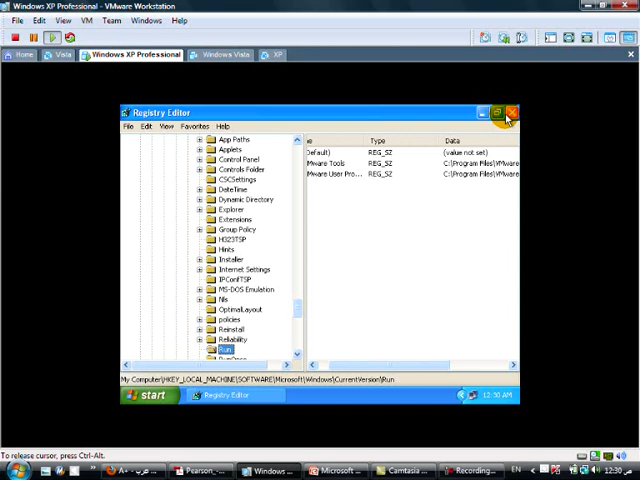 Windows XP Professional - VMware Workstation
File Edit View VM Team Windows Help
Home Vista Windows XP Professional Windows Vista XP
Registry Editor
File Edit View Favorites Help
App Paths
Applets
Control Panel
Controls Folder
CSCSettings
DateTime
Dynamic Directory
Explorer
Extensions
Group Policy
H323TSP
Hints
Installer
Internet Settings
IPConfTSP
MS-DOS Emulation
Nls
OptimalLayout
policies
Reinstall
Reliability
Run
RunOnce
me Type Data
Default) REG_SZ (value not set)
Mware Tools REG_SZ C:\Program Files\VMware
Mware User Pro... REG_SZ C:\Program Files\VMware
My Computer\HKEY_LOCAL_MACHINE\SOFTWARE\Microsoft\Windows\CurrentVersion\Run
start Registry Editor 12:30 AM
To release cursor, press Ctrl-Alt.
Pearson_-... Windows ... Microsoft ... Camtasia ... Recording... EN 12:30 ص